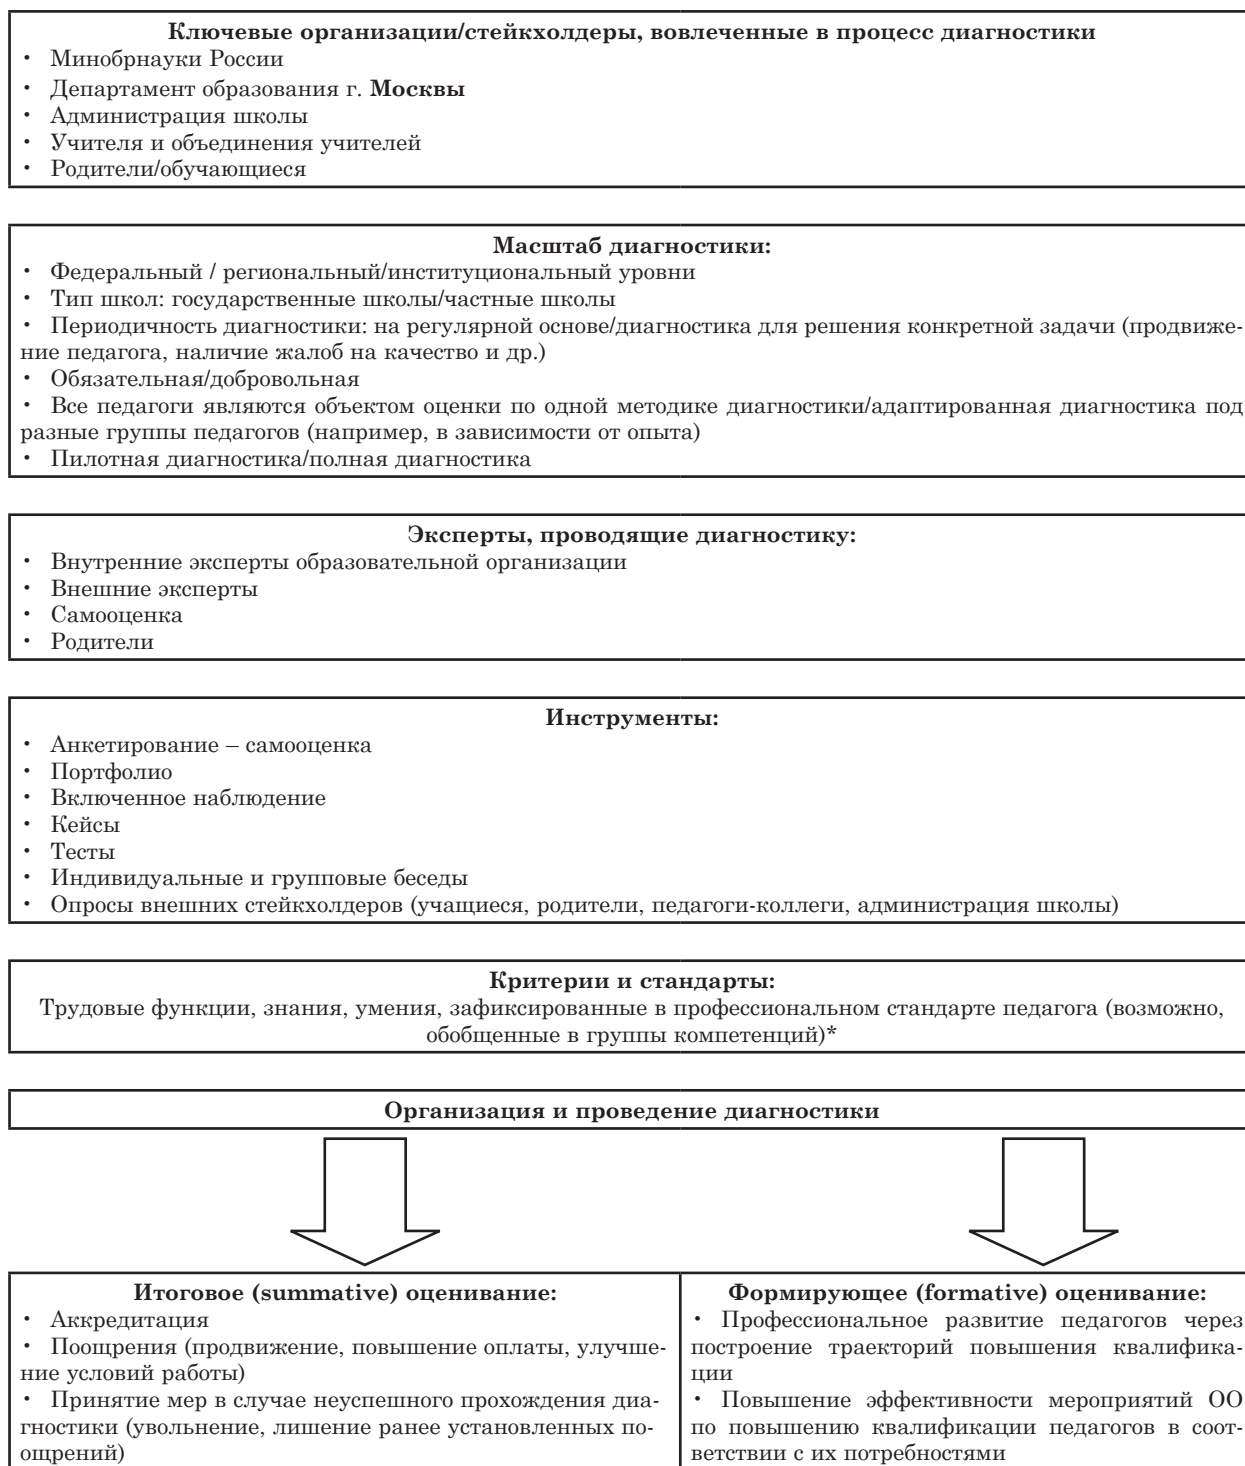 Ключевые организации/стейкхолдеры, вовлеченные в процесс диагностики
• Минобрнауки России
• Департамент образования г. Москвы
• Администрация школы
• Учителя и объединения учителей
• Родители/обучающиеся
Масштаб диагностики:
• Федеральный / региональный/институциональный уровни
• Тип школ: государственные школы/частные школы
• Периодичность диагностики: на регулярной основе/диагностика для решения конкретной задачи (продвиже-
ние педагога, наличие жалоб на качество и др.)
• Обязательная/добровольная
• Все педагоги являются объектом оценки по одной методике диагностики/адаптированная диагностика под
разные группы педагогов (например, в зависимости от опыта)
• Пилотная диагностика/полная диагностика
Эксперты, проводящие диагностику:
• Внутренние эксперты образовательной организации
• Внешние эксперты
• Самооценка
• Родители
Инструменты:
• Анкетирование – самооценка
• Портфолио
• Включенное наблюдение
• Кейсы
• Тесты
• Индивидуальные и групповые беседы
• Опросы внешних стейкхолдеров (учащиеся, родители, педагоги-коллеги, администрация школы)
Критерии и стандарты:
Трудовые функции, знания, умения, зафиксированные в профессиональном стандарте педагога (возможно,
обобщенные в группы компетенций)*
Организация и проведение диагностики
Итоговое (summative) оценивание:
• Аккредитация
• Поощрения (продвижение, повышение оплаты, улучше-
ние условий работы)
• Принятие мер в случае неуспешного прохождения диа-
гностики (увольнение, лишение ранее установленных по-
ощрений)
Формирующее (formative) оценивание:
• Профессиональное развитие педагогов через
построение траекторий повышения квалифика-
ции
• Повышение эффективности мероприятий ОО
по повышению квалификации педагогов в соот-
ветствии с их потребностями